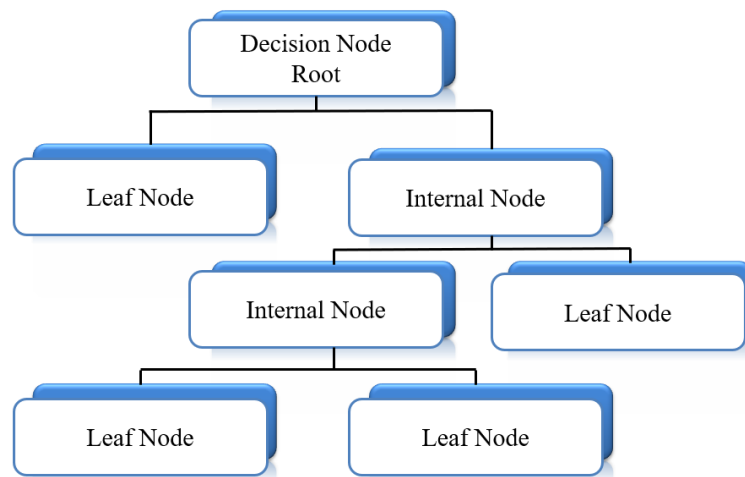 Decision Node
Root
Leaf Node
Internal Node
Internal Node
Leaf Node
Leaf Node
Leaf Node